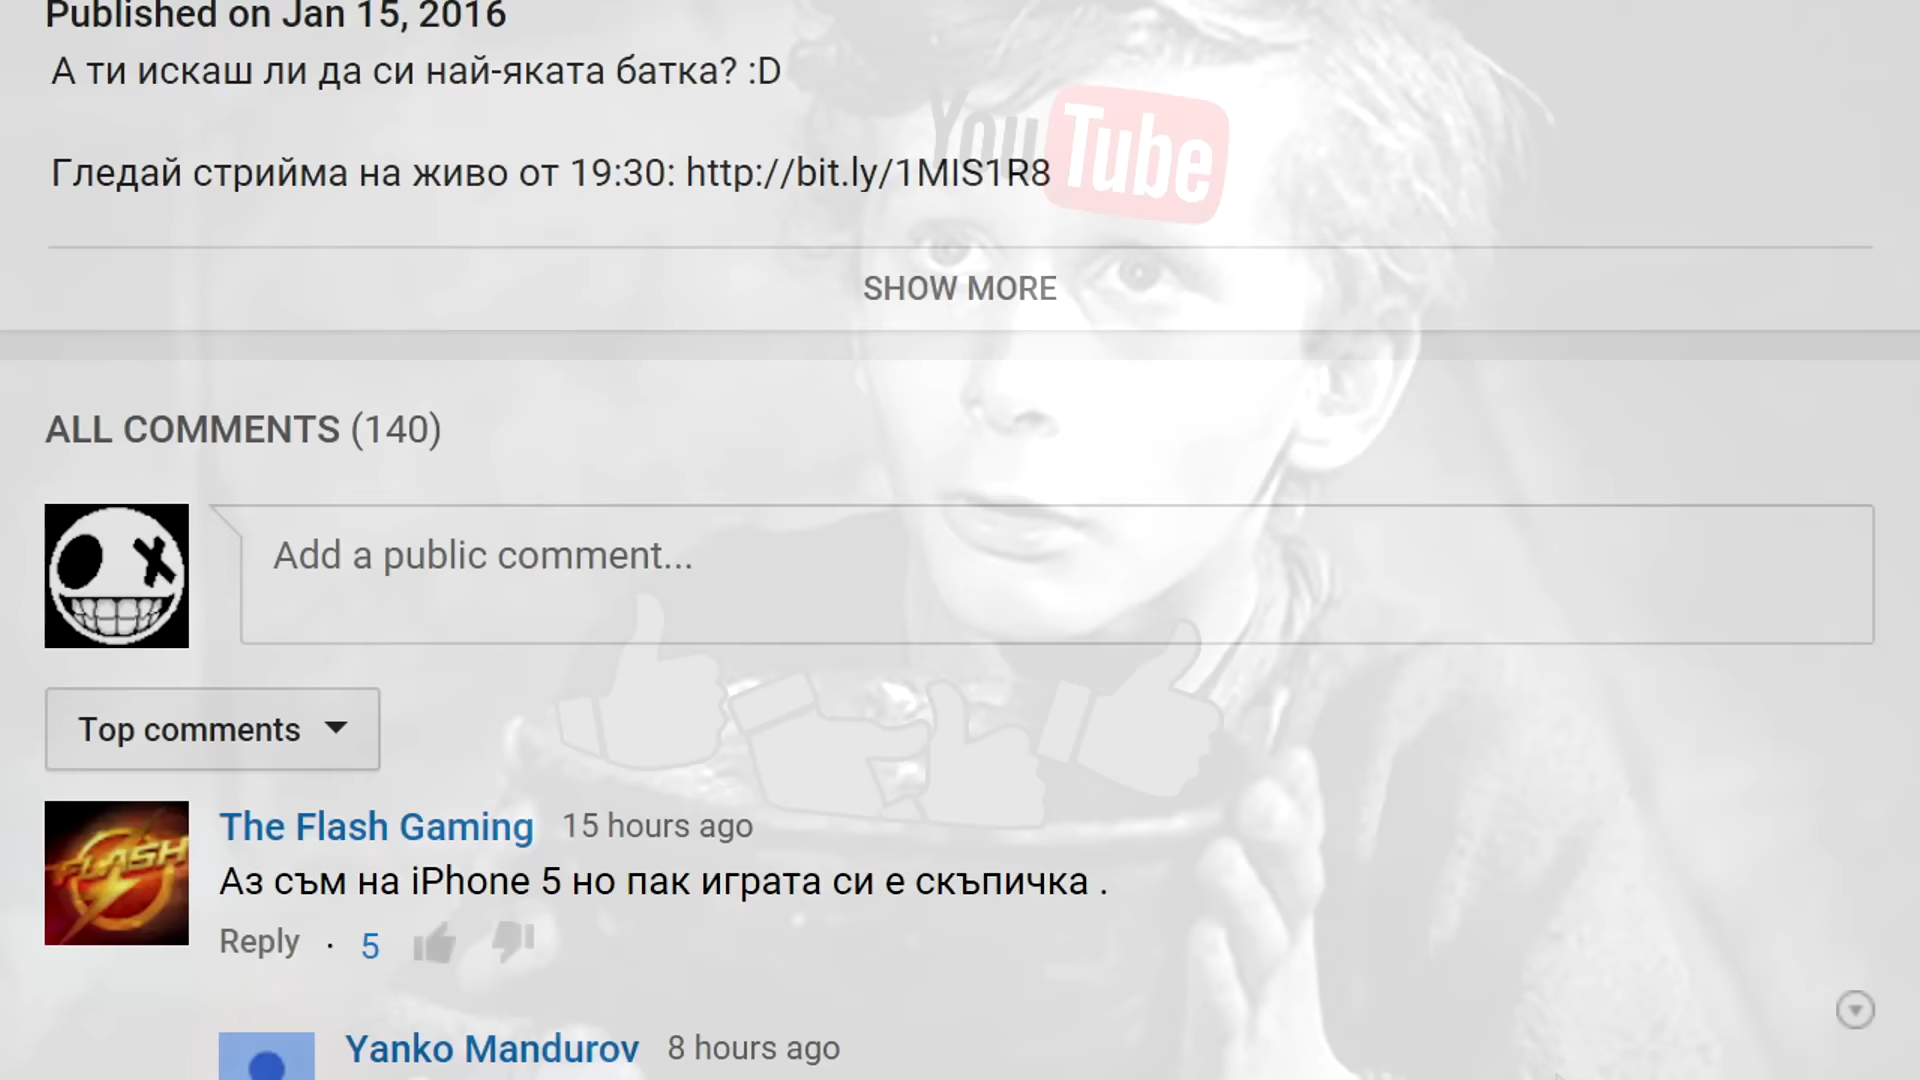 Published on Jan 15, 2016
А ти искаш ли да си най-яката батка? :D
YouTube
Гледай стрийма на живо от 19:30: http://bit.ly/1MIS1R8
SHOW MORE
ALL COMMENTS (140)
Add a public comment...
Top comments
FLASH
The Flash Gaming 15 hours ago
Аз съм на iPhone 5 но пак играта си е скъпичка .
Reply · 5
Yanko Mandurov 8 hours ago